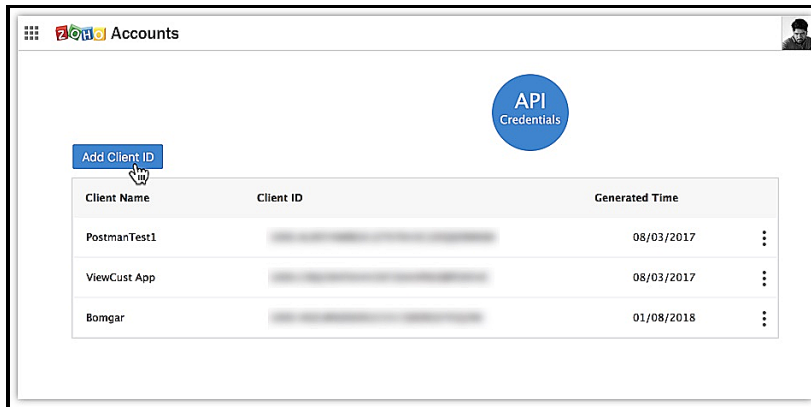 ZOHO Accounts
API
Credentials
Add Client ID
Client Name Client ID Generated Time
PostmanTest1 08/03/2017
ViewCust App 08/03/2017
Bomgar 01/08/2018